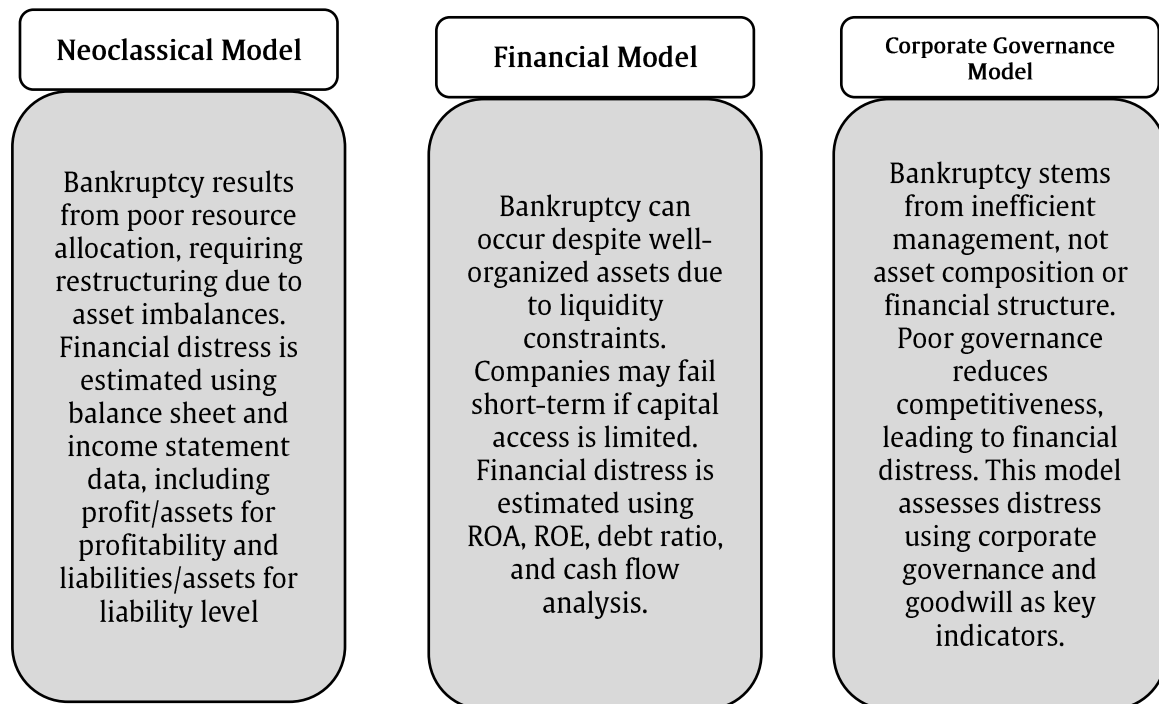 Neoclassical Model
Bankruptcy results
from poor resource
allocation, requiring
restructuring due to
asset imbalances.
Financial distress is
estimated using
balance sheet and
income statement
data, including
profit/assets for
profitability and
liabilities/assets for
liability level
Financial Model
Bankruptcy can
occur despite well-
organized assets due
to liquidity
constraints.
Companies may fail
short-term if capital
access is limited.
Financial distress is
estimated using
ROA, ROE, debt ratio,
and cash flow
analysis.
Corporate Governance
Model
Bankruptcy stems
from inefficient
management, not
asset composition or
financial structure.
Poor governance
reduces
competitiveness,
leading to financial
distress. This model
assesses distress
using corporate
governance and
goodwill as key
indicators.